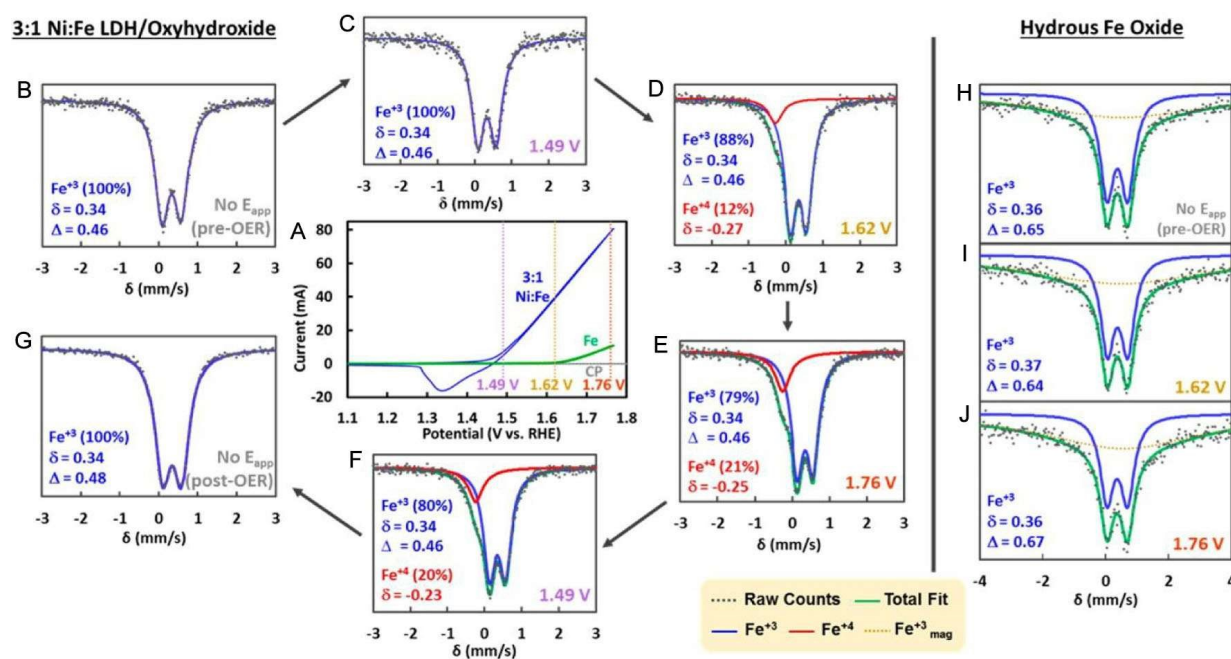 3:1 Ni:Fe LDH/Oxyhydroxide
Hydrous Fe Oxide
B
Fe+3 (100%)
δ = 0.34
Δ = 0.46
No Eapp
(pre-OER)
-3 -2 -1 0 1 2 3
δ (mm/s)
C
Fe+3 (100%)
δ = 0.34
Δ = 0.46
1.49 V
-3 -2 -1 0 1 2 3
δ (mm/s)
D
Fe+3 (88%)
δ = 0.34
Δ = 0.46
Fe+4 (12%)
δ = -0.27
1.62 V
-3 -2 -1 0 1 2 3
δ (mm/s)
A
80
60
40
20
0
-20
Current (mA)
3:1
Ni:Fe
Fe
CP
1.49 V
1.62 V
1.76 V
1.1 1.2 1.3 1.4 1.5 1.6 1.7 1.8
Potential (V vs. RHE)
E
Fe+3 (79%)
δ = 0.34
Δ = 0.46
Fe+4 (21%)
δ = -0.25
1.76 V
-3 -2 -1 0 1 2 3
δ (mm/s)
F
Fe+3 (80%)
δ = 0.34
Δ = 0.46
Fe+4 (20%)
δ = -0.23
1.49 V
-3 -2 -1 0 1 2 3
δ (mm/s)
G
Fe+3 (100%)
δ = 0.34
Δ = 0.48
No Eapp
(post-OER)
-3 -2 -1 0 1 2 3
δ (mm/s)
H
Fe+3
δ = 0.36
Δ = 0.65
No Eapp
(pre-OER)
I
Fe+3
δ = 0.37
Δ = 0.64
1.62 V
J
Fe+3
δ = 0.36
Δ = 0.67
1.76 V
-4 -2 0 2 4
δ (mm/s)
Raw Counts Total Fit
Fe+3 Fe+4 Fe+3 mag